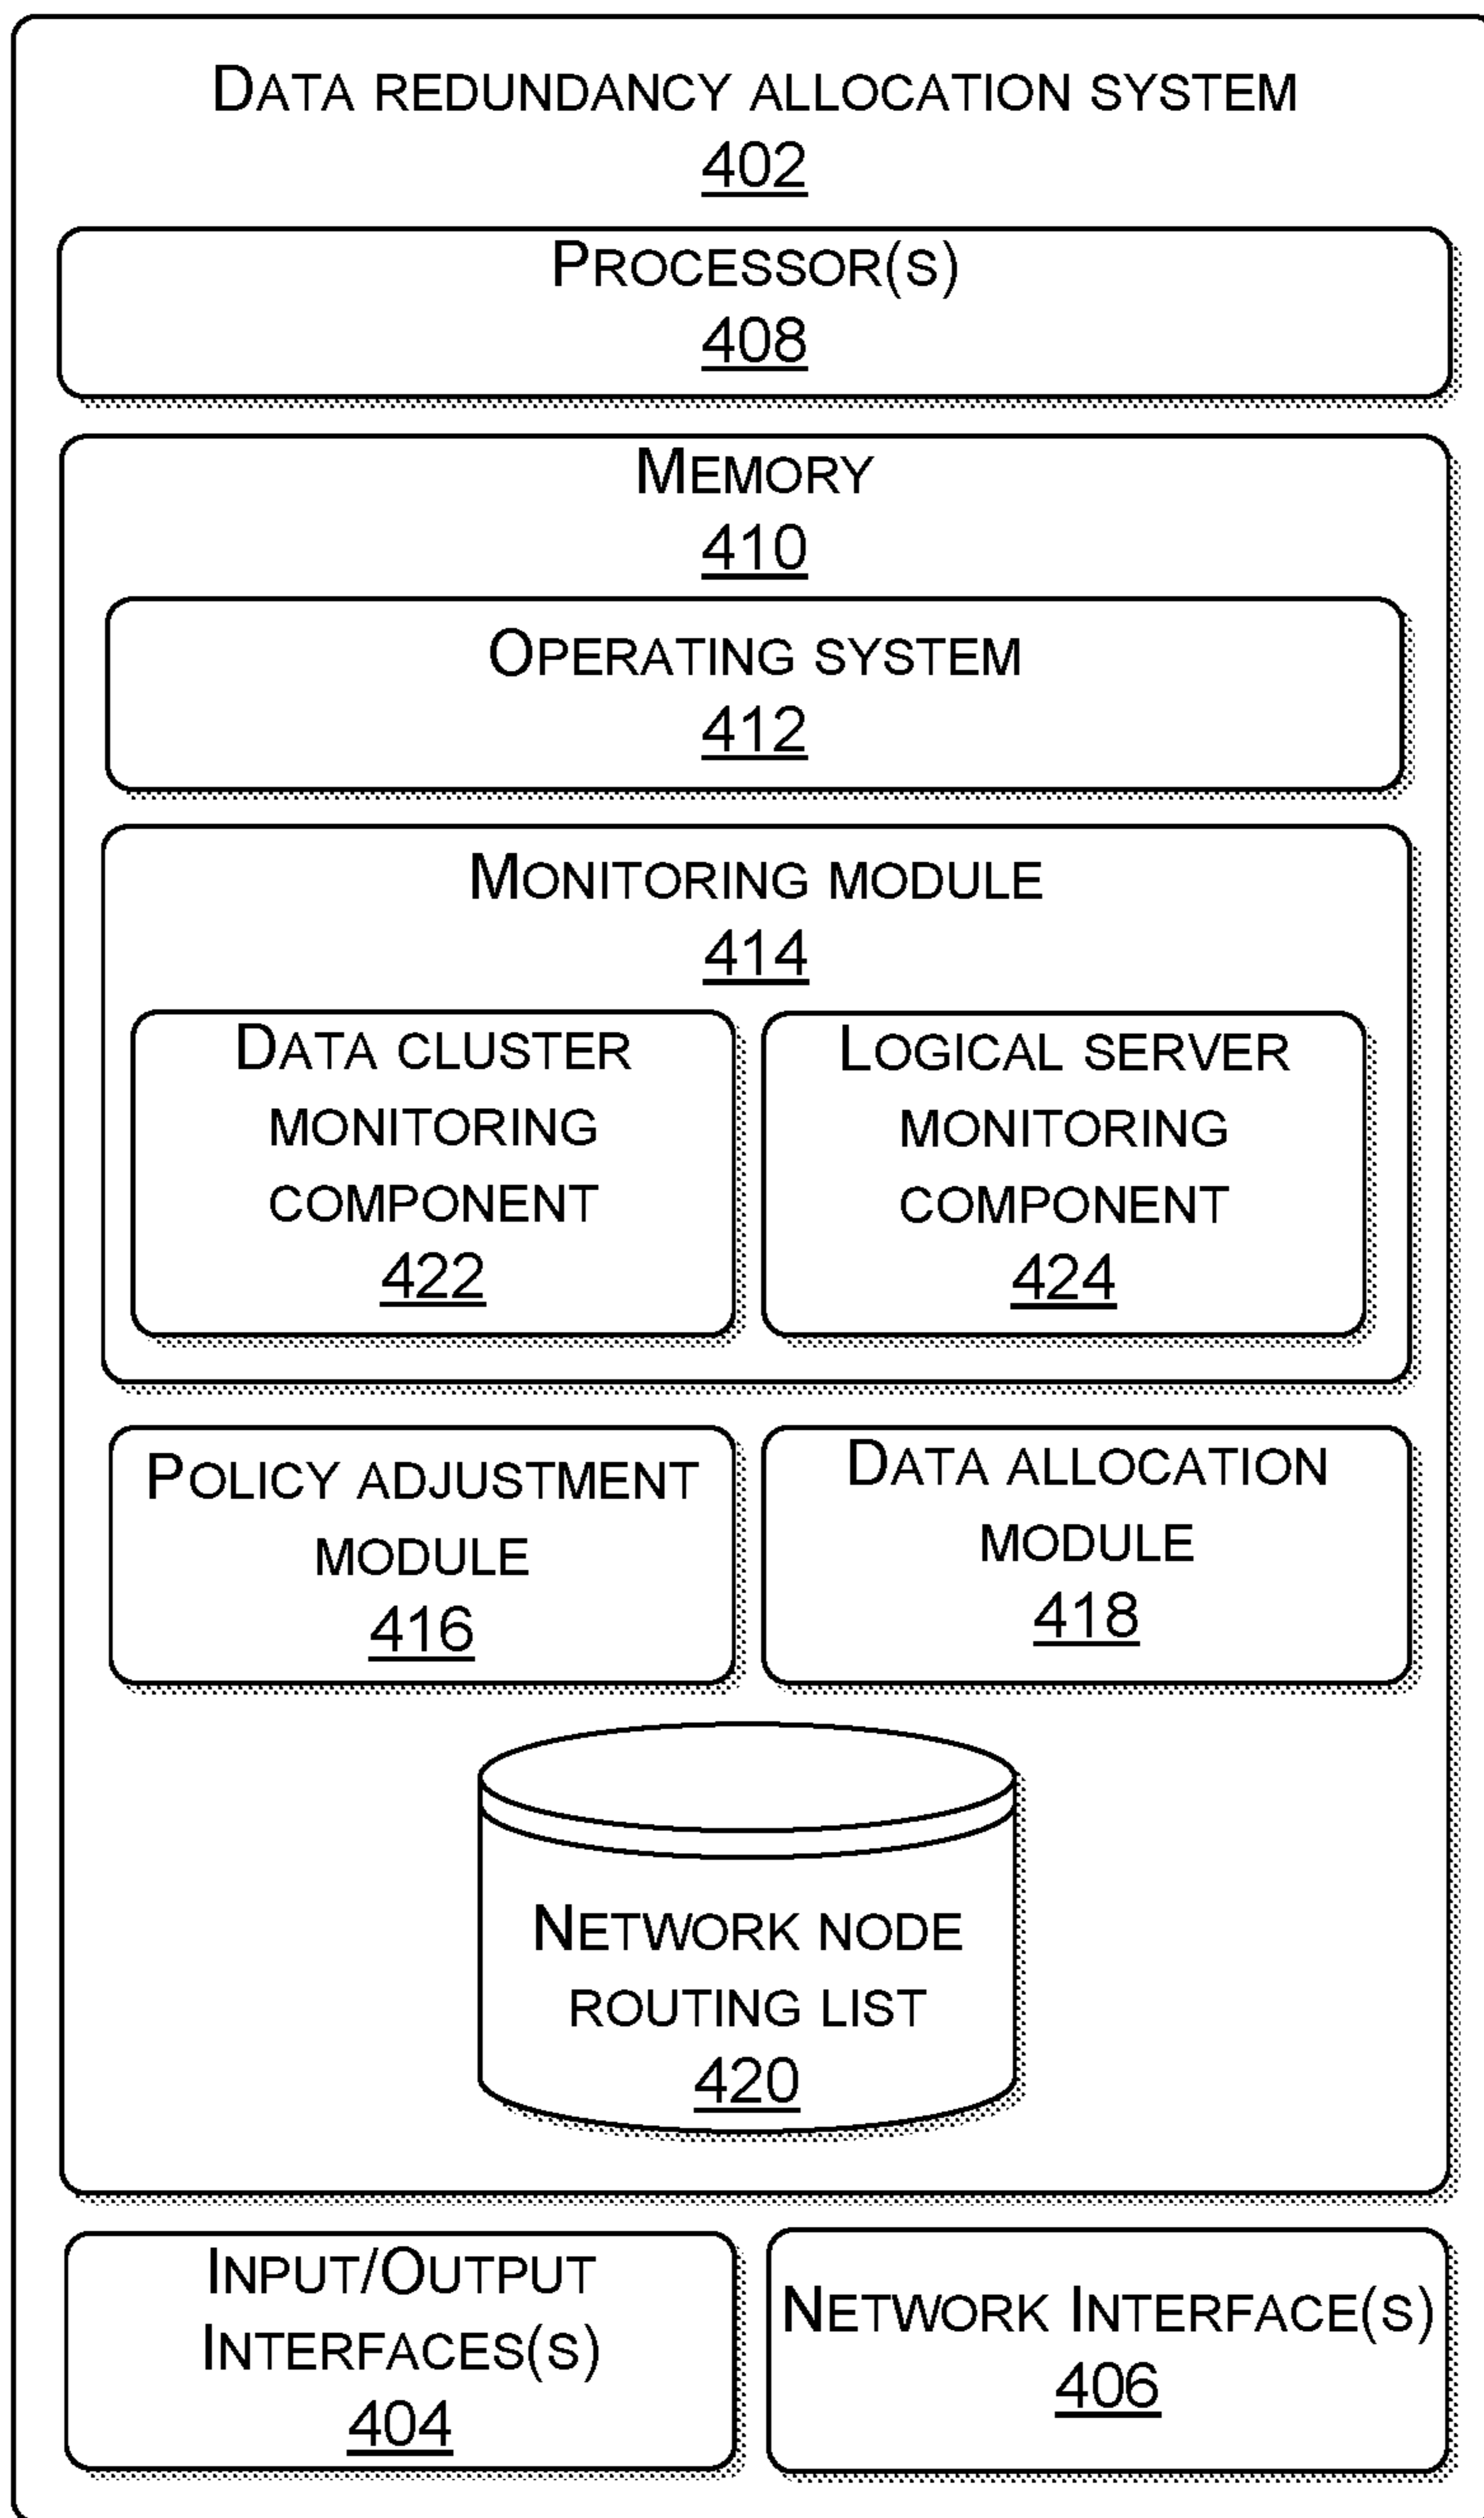 DATA REDUNDANCY ALLOCATION SYSTEM
402
PROCESSOR(S)
408
MEMORY
410
OPERATING SYSTEM
412
MONITORING MODULE
414
DATA CLUSTER
MONITORING
COMPONENT
422
LOGICAL SERVER
MONITORING
COMPONENT
424
POLICY ADJUSTMENT
MODULE
416
DATA ALLOCATION
MODULE
418
NETWORK NODE
ROUTING LIST
420
INPUT/OUTPUT
INTERFACES(S)
404
NETWORK INTERFACE(S)
406